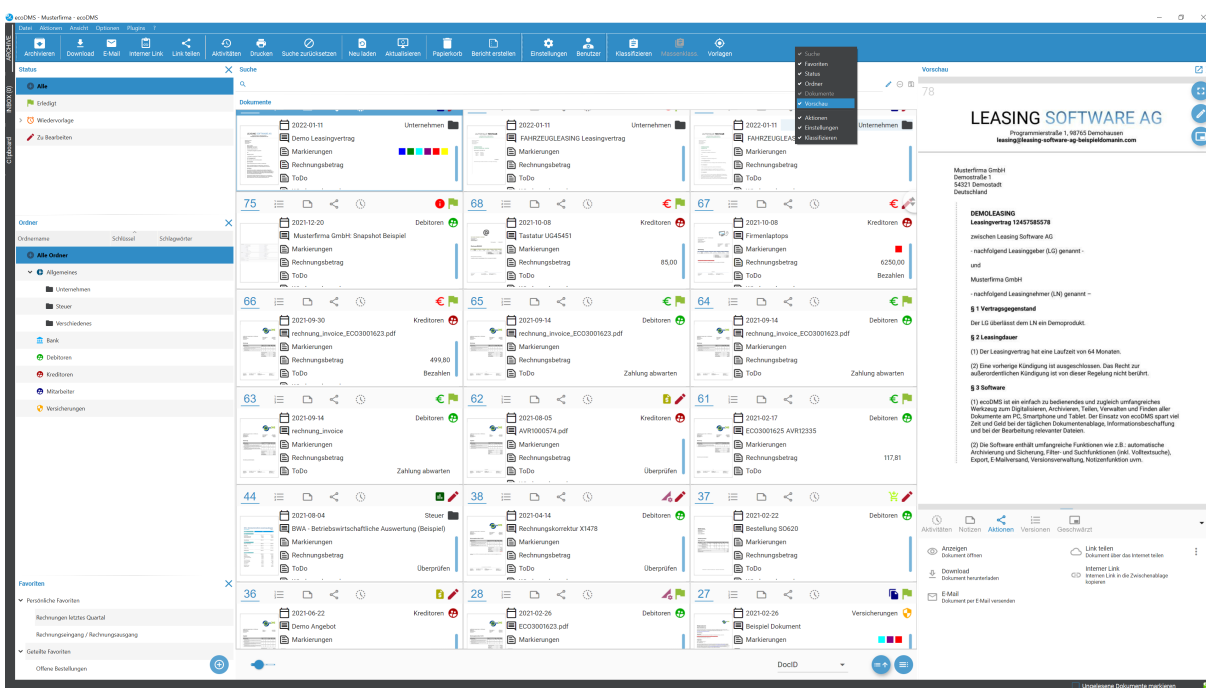 ecoDMS - Musterfirma - ecoDMS
Datei Aktionen Ansicht Optionen Plugins ?
ARCHIVE
INBOX (0)
Clipboard
Archivieren Download E-Mail Interner Link Link teilen Aktivitäten Drucken Suche zurücksetzen Neu laden Aktualisieren Papierkorb Bericht erstellen Einstellungen Benutzer Klassifizieren Massenklass. Vorlagen
Suche
Favoriten
Status
Ordner
Dokumente
Vorschau
Aktionen
Einstellungen
Klassifizieren
Status
Alle
Erledigt
Wiedervorlage
Zu Bearbeiten
Ordner
Ordnername Schlüssel Schlagwörter
Alle Ordner
Allgemeines
Unternehmen
Steuer
Verschiedenes
Bank
Debitoren
Kreditoren
Mitarbeiter
Versicherungen
Favoriten
Persönliche Favoriten
Rechnungen letztes Quartal
Rechnungseingang / Rechnungsausgang
Geteilte Favoriten
Offene Bestellungen
Suche
Dokumente
2022-01-11 Unternehmen
Demo Leasingvertrag
Markierungen
Rechnungsbetrag
ToDo
2022-01-11 Unternehmen
FAHRZEUGLEASING Leasingvertrag
Markierungen
Rechnungsbetrag
ToDo
2022-01-11 Unternehmen
FAHRZEUGLEASING Leasingvertrag
Markierungen
Rechnungsbetrag
ToDo
75
2021-12-20 Debitoren
Musterfirma GmbH: Snapshot Beispiel
Markierungen
Rechnungsbetrag
ToDo
68
2021-10-08 Kreditoren
Tastatur UG45451
Markierungen
Rechnungsbetrag 85,00
ToDo
67
2021-10-08 Kreditoren
Firmenlaptops
Markierungen
Rechnungsbetrag 6250,00
ToDo Bezahlen
66
2021-09-30 Kreditoren
rechnung_invoice_ECO3001623.pdf
Markierungen
Rechnungsbetrag 499,80
ToDo Bezahlen
65
2021-09-14 Debitoren
rechnung_invoice_ECO3001623.pdf
Markierungen
Rechnungsbetrag
ToDo Zahlung abwarten
64
2021-09-14 Debitoren
rechnung_invoice_ECO3001623.pdf
Markierungen
Rechnungsbetrag
ToDo Zahlung abwarten
63
2021-09-14 Debitoren
rechnung_invoice
Markierungen
Rechnungsbetrag
ToDo Zahlung abwarten
62
2021-08-05 Kreditoren
AVR1000574.pdf
Markierungen
Rechnungsbetrag
ToDo Überprüfen
61
2021-02-17 Debitoren
ECO3001625 AVR12335
Markierungen
Rechnungsbetrag 117,81
ToDo
44
2021-08-04 Steuer
BWA - Betriebswirtschaftliche Auswertung (Beispiel)
Markierungen
Rechnungsbetrag
ToDo Überprüfen
38
2021-04-14 Debitoren
Rechnungskorrektur X1478
Markierungen
Rechnungsbetrag
ToDo Überprüfen
37
2021-02-22 Debitoren
Bestellung SO620
Markierungen
Rechnungsbetrag
ToDo
36
2021-06-22 Kreditoren
Demo Angebot
Markierungen
28
2021-02-26 Debitoren
ECO3001623.pdf
Markierungen
27
2021-02-26 Versicherungen
Beispiel Dokument
Markierungen
DocID
Vorschau
78
LEASING SOFTWARE AG
Programmierstraße 1, 98765 Demohausen
leasing@leasing-software-ag-beispieldomanin.com
Musterfirma GmbH
Demostraße 1
54321 Demostadt
Deutschland
DEMOLEASING
Leasingvertrag 12457585578
zwischen Leasing Software AG
- nachfolgend Leasinggeber (LG) genannt -
und
Musterfirma GmbH
- nachfolgend Leasingnehmer (LN) genannt –
§ 1 Vertragsgegenstand
Der LG überlässt dem LN ein Demoprodukt.
§ 2 Leasingdauer
(1) Der Leasingvertrag hat eine Laufzeit von 64 Monaten.
(2) Eine vorherige Kündigung ist ausgeschlossen. Das Recht zur
außerordentlichen Kündigung ist von dieser Regelung nicht berührt.
§ 3 Software
(1) ecoDMS ist ein einfach zu bedienendes und zugleich umfangreiches
Werkzeug zum Digitalisieren, Archivieren, Teilen, Verwalten und Finden aller
Dokumente am PC, Smartphone und Tablet. Der Einsatz von ecoDMS spart viel
Zeit und Geld bei der täglichen Dokumentenablage, Informationsbeschaffung
und bei der Bearbeitung relevanter Dateien.
(2) Die Software enthält umfangreiche Funktionen wie z.B.: automatische
Archivierung und Sicherung, Filter- und Suchfunktionen (inkl. Volltextsuche),
Export, E-Mailversand, Versionsverwaltung, Notizenfunktion uvm.
Aktivitäten Notizen Aktionen Versionen Geschwärzt
Anzeigen
Dokument öffnen
Link teilen
Dokument über das Internet teilen
Download
Dokument herunterladen
Interner Link
Internen Link in die Zwischenablage
kopieren
E-Mail
Dokument per E-Mail versenden
Ungelesene Dokumente markieren